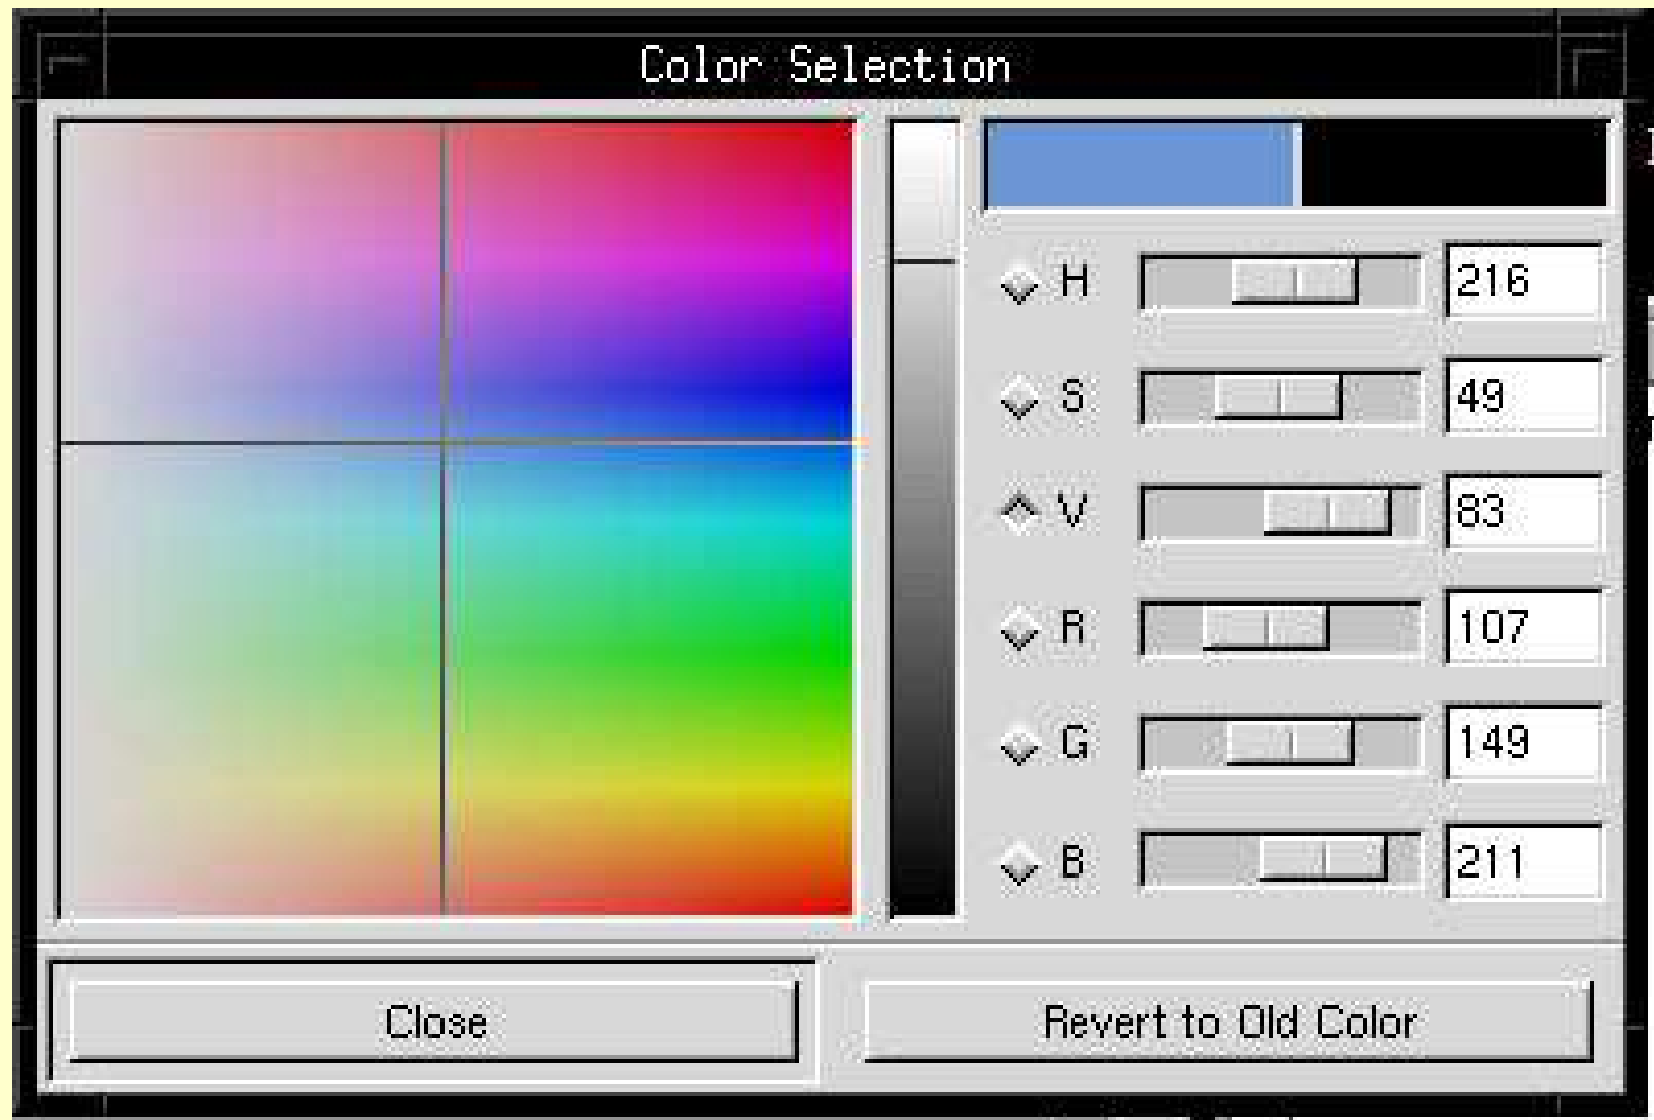 Color Selection
H 216
S 49
V 83
R 107
G 149
B 211
Close Revert to Old Color